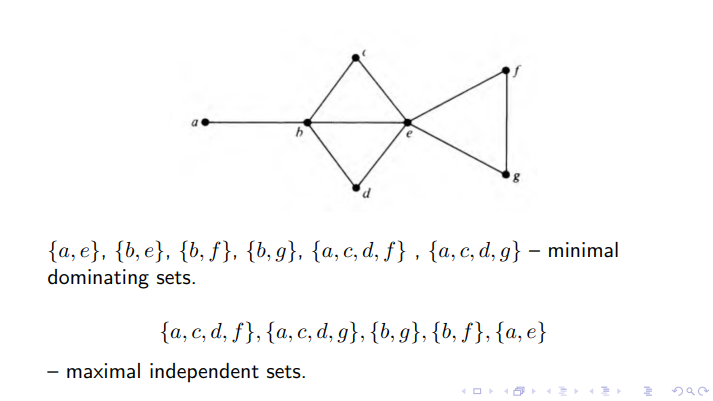 c
f
a
b
e
g
d
{a, e}, {b, e}, {b, f}, {b, g}, {a, c, d, f} , {a, c, d, g} – minimal
dominating sets.
{a, c, d, f}, {a, c, d, g}, {b, g}, {b, f}, {a, e}
– maximal independent sets.